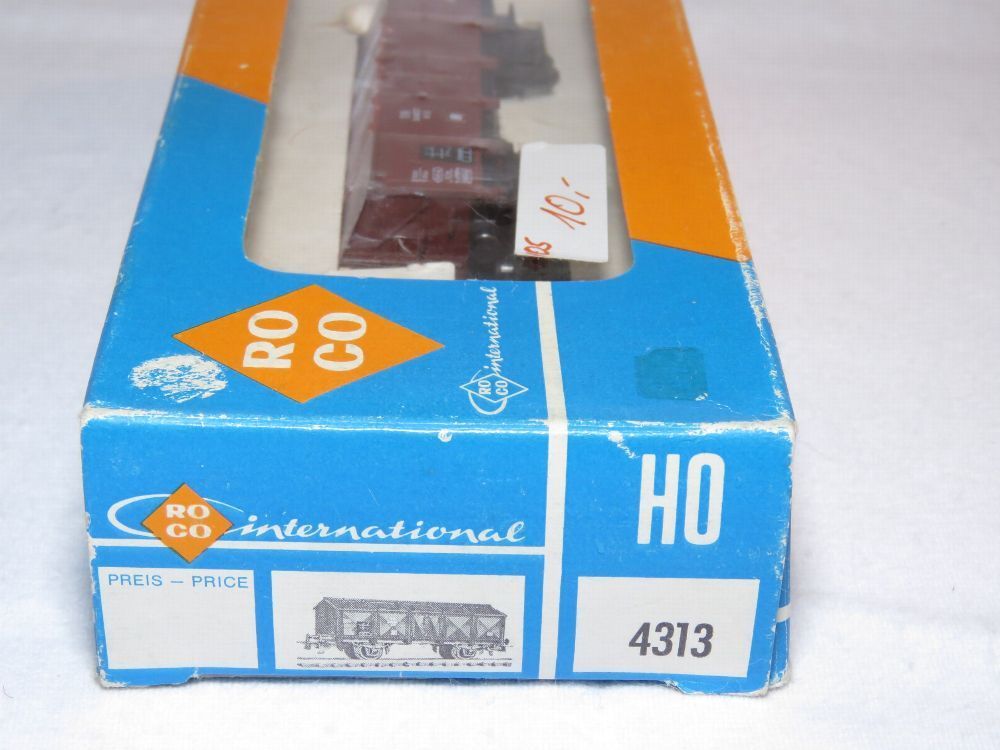 10,-
RO
CO
RO
CO
international
HO
RO
CO
international
PREIS – PRICE
4313